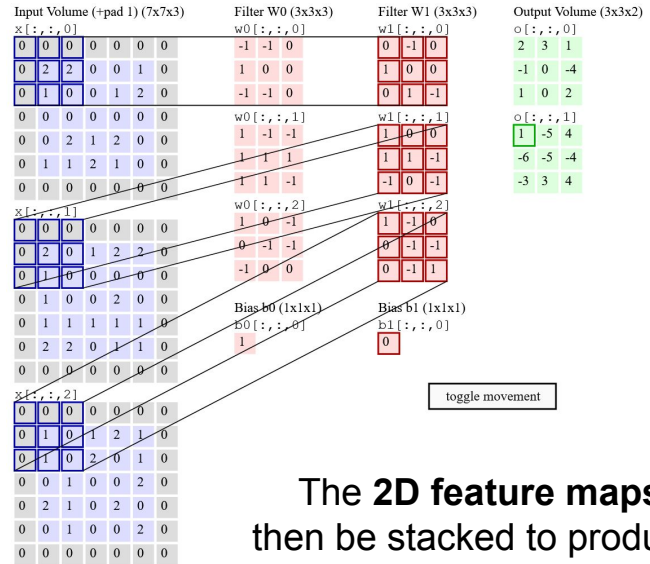 Input Volume (+pad 1) (7x7x3)
x[:,:,0]
0 0 0 0 0 0 0
0 2 2 0 0 1 0
0 1 0 0 1 2 0
0 0 0 0 0 0 0
0 0 2 1 2 0 0
0 1 1 2 1 0 0
0 0 0 0 0 0 0
x[:,:,1]
0 0 0 0 0 0 0
0 2 0 1 2 2 0
0 1 0 0 0 0 0
0 1 0 0 2 0 0
0 1 1 1 1 1 0
0 2 2 0 1 1 0
0 0 0 0 0 0 0
x[:,:,2]
0 0 0 0 0 0 0
0 1 0 1 2 1 0
0 1 0 2 0 1 0
0 0 1 0 0 2 0
0 2 1 0 2 0 0
0 0 1 0 0 2 0
0 0 0 0 0 0 0
Filter W0 (3x3x3)
w0[:,:,0]
-1 -1 0
1 0 0
-1 -1 0
w0[:,:,1]
1 -1 -1
1 1 1
1 1 -1
w0[:,:,2]
1 0 -1
0 -1 -1
-1 0 0
Bias b0 (1x1x1)
b0[:,:,0]
1
Filter W1 (3x3x3)
w1[:,:,0]
0 -1 0
1 0 0
0 1 -1
w1[:,:,1]
1 0 0
1 1 -1
-1 0 -1
w1[:,:,2]
1 -1 0
0 -1 -1
0 -1 1
Bias b1 (1x1x1)
b1[:,:,0]
0
Output Volume (3x3x2)
o[:,:,0]
2 3 1
-1 0 -4
1 0 2
o[:,:,1]
1 -5 4
-6 -5 -4
-3 3 4
toggle movement
The 2D feature maps
then be stacked to produ